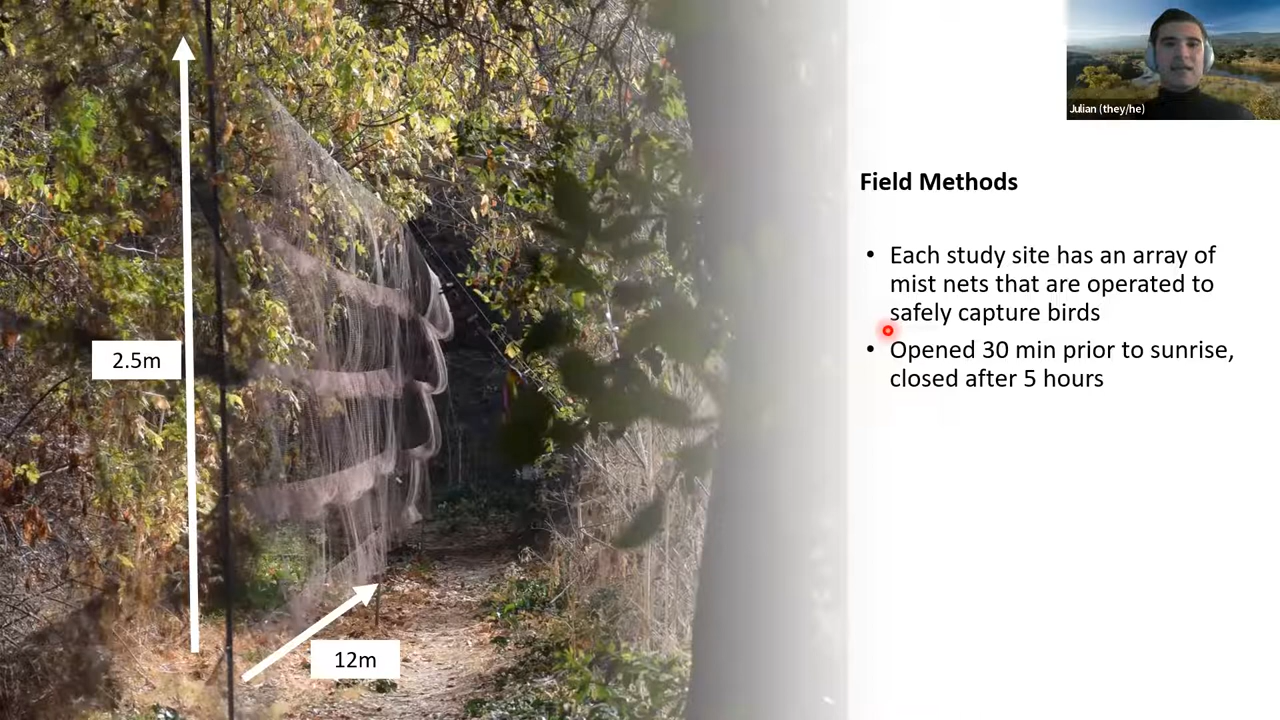 Julian (they/he)
Field Methods
• Each study site has an array of
mist nets that are operated to
safely capture birds
• Opened 30 min prior to sunrise,
closed after 5 hours
2.5m
12m